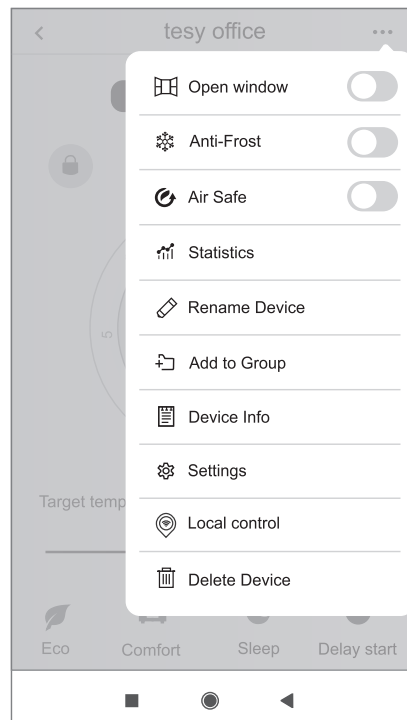 tesy office
Open window
Anti-Frost
Air Safe
Statistics
5
Rename Device
Add to Group
Device Info
Settings
Target temp
Local control
Delete Device
Eco Comfort Sleep Delay start